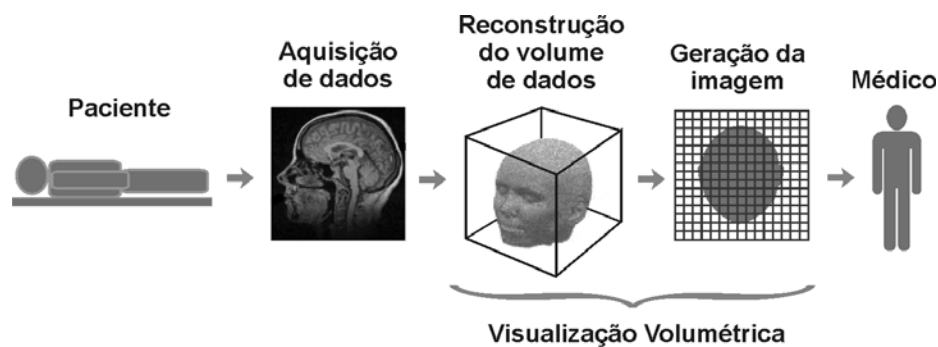 Paciente
Aquisição
de dados
Reconstrução
do volume
de dados
Geração da
imagem
Médico
Visualização Volumétrica